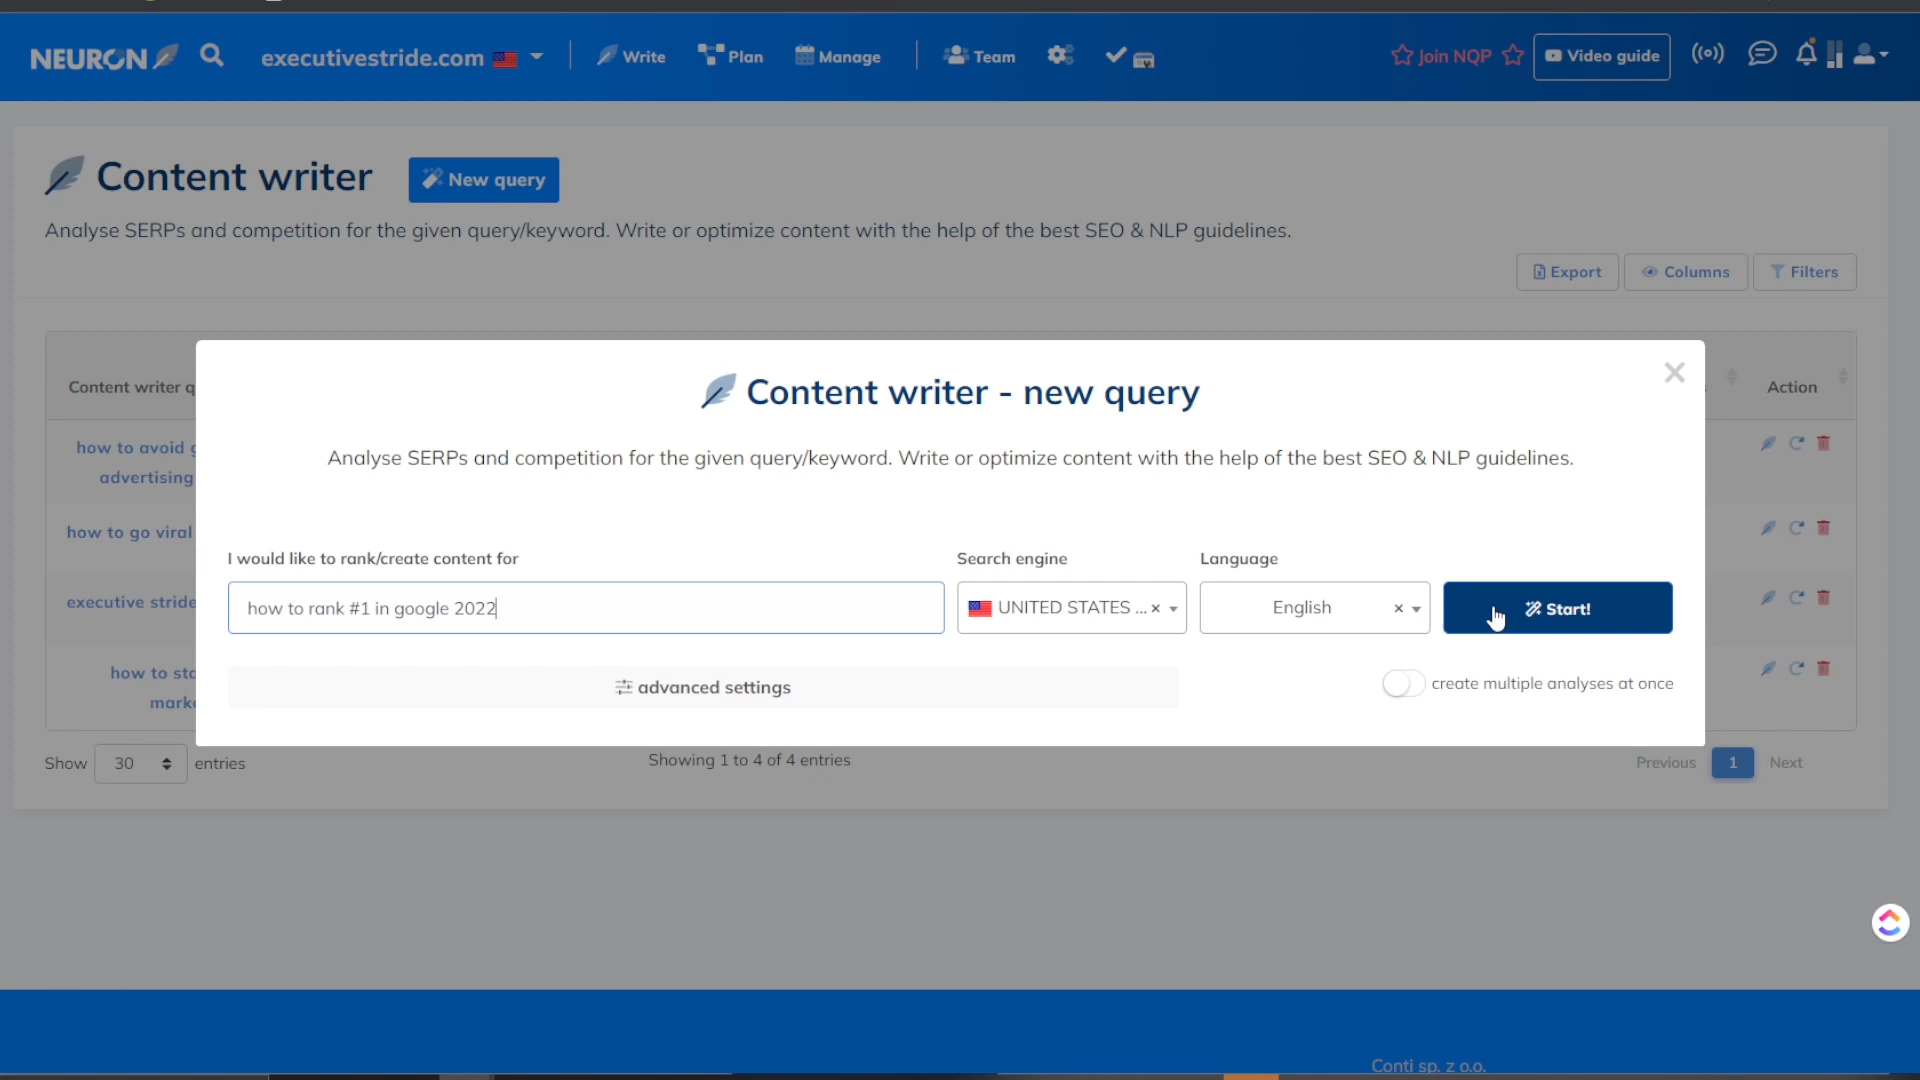 NEURON
executivestride.com
Write
Plan
Manage
Team
Join NQP
Video guide
Content writer
New query
Analyse SERPs and competition for the given query/keyword. Write or optimize content with the help of the best SEO & NLP guidelines.
Export
Columns
Filters
Content writer q
Action
how to avoid g
advertising
how to go viral
executive stride
how to sta
marke
Content writer - new query
×
Analyse SERPs and competition for the given query/keyword. Write or optimize content with the help of the best SEO & NLP guidelines.
I would like to rank/create content for
Search engine
Language
how to rank #1 in google 2022
UNITED STATES ... ×
English ×
Start!
advanced settings
create multiple analyses at once
Show 30 entries
Showing 1 to 4 of 4 entries
Previous 1 Next
Conti sp. z o.o.